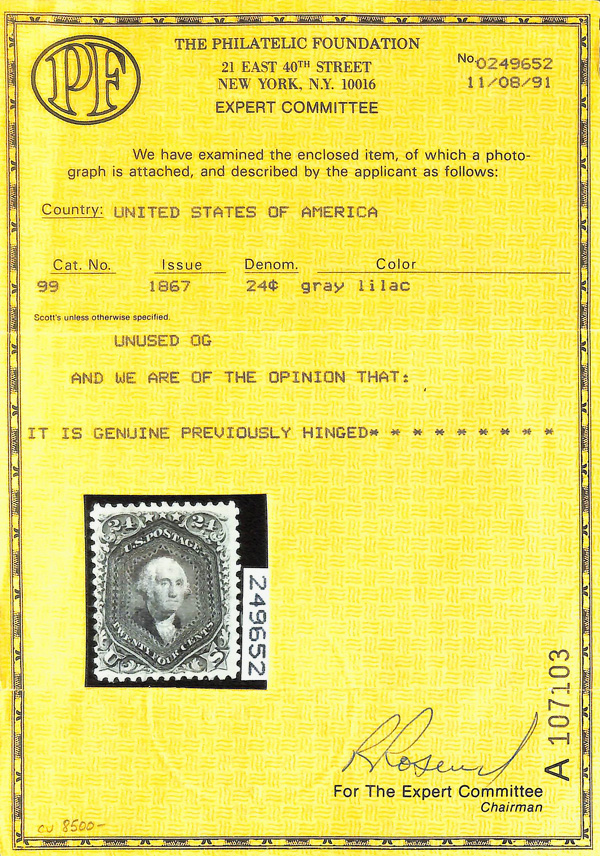 PF
THE PHILATELIC FOUNDATION
21 EAST 40TH STREET
NEW YORK, N.Y. 10016
EXPERT COMMITTEE
No. 0249652
11/08/91
We have examined the enclosed item, of which a photo-
graph is attached, and described by the applicant as follows:
Country: UNITED STATES OF AMERICA
Cat. No. Issue Denom. Color
99 1867 24¢ gray lilac
Scott's unless otherwise specified.
UNUSED OG
AND WE ARE OF THE OPINION THAT:
IT IS GENUINE PREVIOUSLY HINGED* * * * * * * * * *
24 24
U.S. POSTAGE
TWENTY FOUR CENTS
U S
249652
A 107103
For The Expert Committee
Chairman
CV 8500-